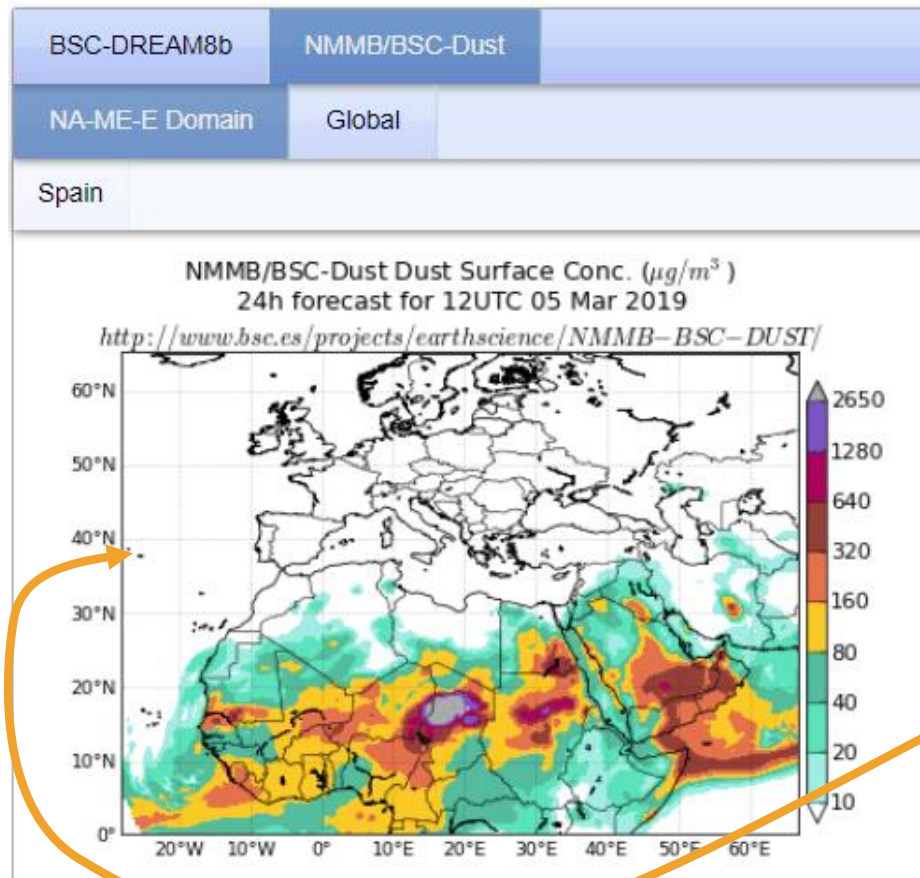 BSC-DREAM8b NMMB/BSC-Dust
NA-ME-E Domain Global
Spain
NMMB/BSC-Dust Dust Surface Conc. (μg/m³ )
24h forecast for 12UTC 05 Mar 2019
http://www.bsc.es/projects/earthscience/NMMB−BSC−DUST/
60°N
50°N
40°N
30°N
20°N
10°N
0°
20°W 10°W 0° 10°E 20°E 30°E 40°E 50°E 60°E
2650
1280
640
320
160
80
40
20
10